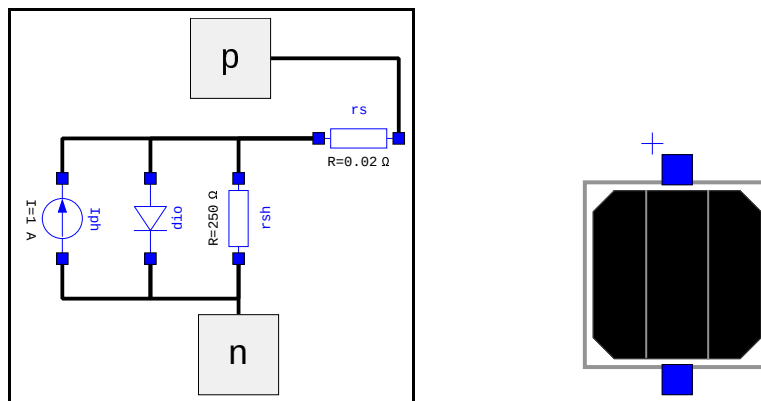 p
rs
R=0.02 Ω
I=1 A
Iph
dio
R=250 Ω
rsh
n